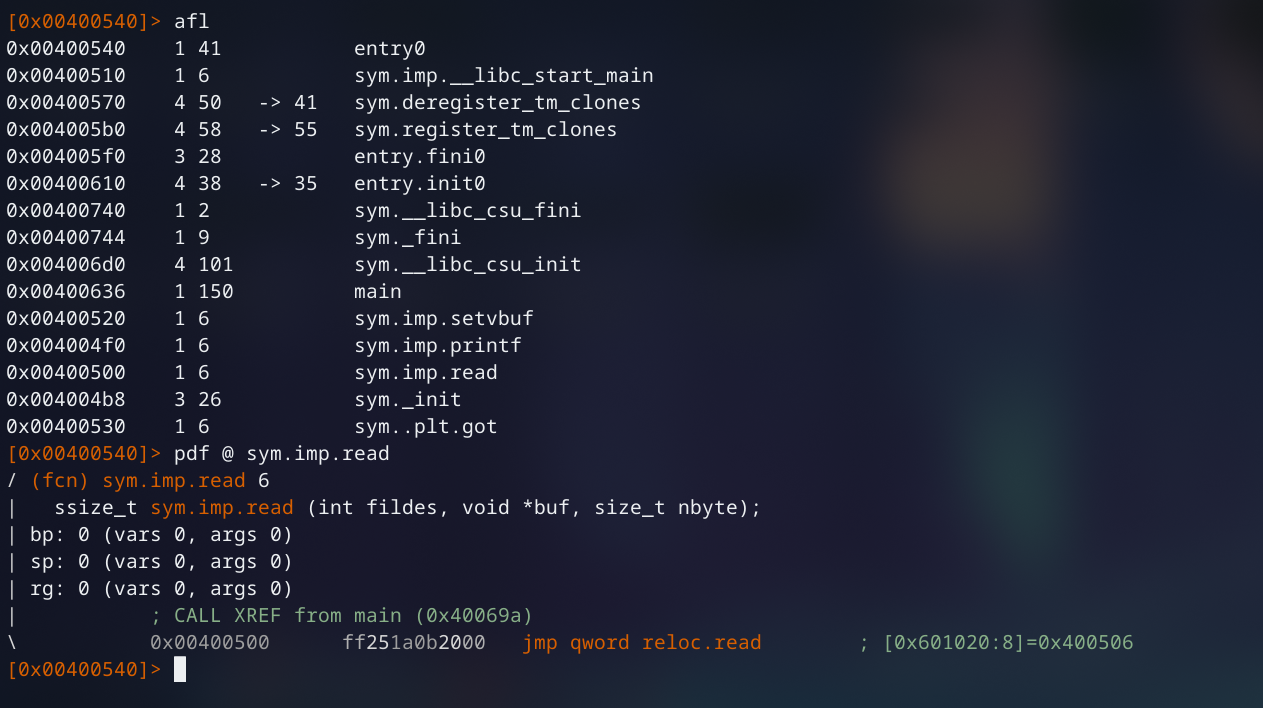 [0x00400540]> afl
0x00400540    1 41           entry0
0x00400510    1 6            sym.imp.__libc_start_main
0x00400570    4 50   -> 41   sym.deregister_tm_clones
0x004005b0    4 58   -> 55   sym.register_tm_clones
0x004005f0    3 28           entry.fini0
0x00400610    4 38   -> 35   entry.init0
0x00400740    1 2            sym.__libc_csu_fini
0x00400744    1 9            sym._fini
0x004006d0    4 101          sym.__libc_csu_init
0x00400636    1 150          main
0x00400520    1 6            sym.imp.setvbuf
0x004004f0    1 6            sym.imp.printf
0x00400500    1 6            sym.imp.read
0x004004b8    3 26           sym._init
0x00400530    1 6            sym..plt.got
[0x00400540]> pdf @ sym.imp.read
/ (fcn) sym.imp.read 6
|   ssize_t sym.imp.read (int fildes, void *buf, size_t nbyte);
| bp: 0 (vars 0, args 0)
| sp: 0 (vars 0, args 0)
| rg: 0 (vars 0, args 0)
|           ; CALL XREF from main (0x40069a)
\           0x00400500      ff251a0b2000   jmp qword reloc.read        ; [0x601020:8]=0x400506
[0x00400540]>